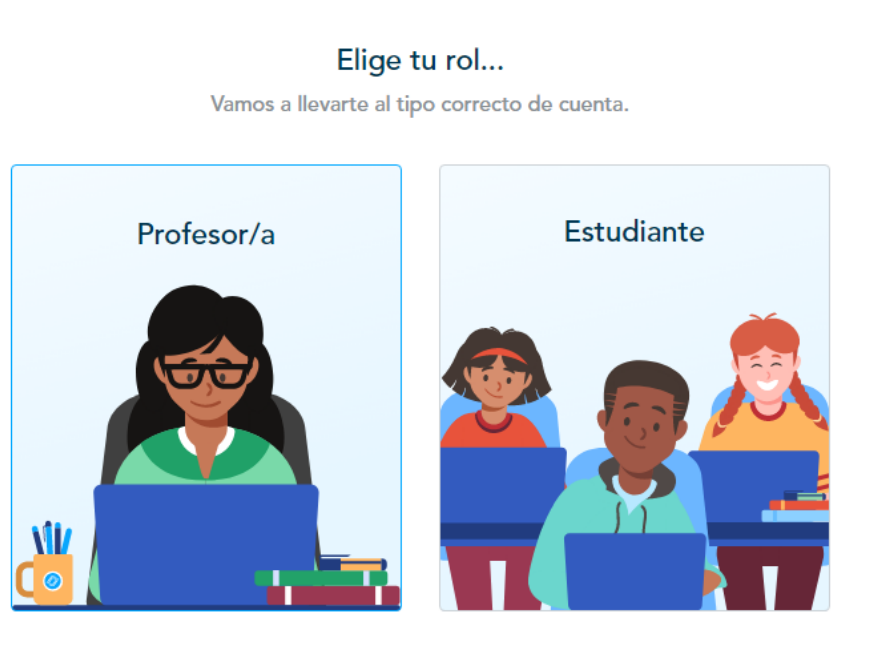 Elige tu rol...
Vamos a llevarte al tipo correcto de cuenta.
Profesor/a
Estudiante